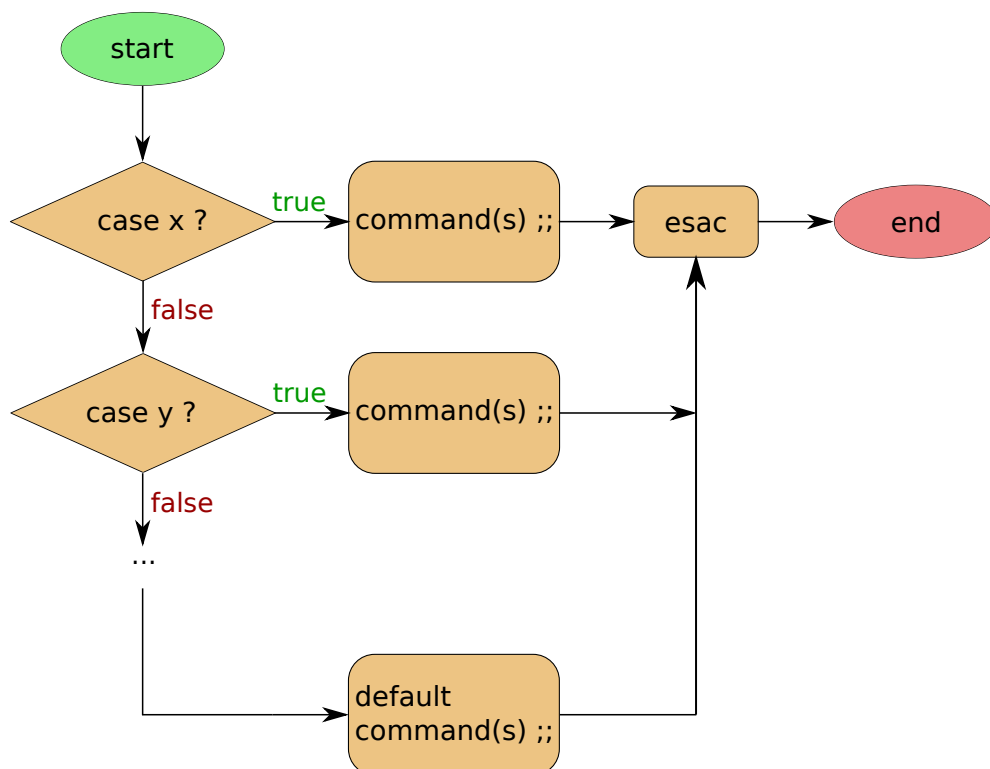 start
case x ?
true
command(s) ;;
esac
end
false
case y ?
true
command(s) ;;
false
...
default
command(s) ;;